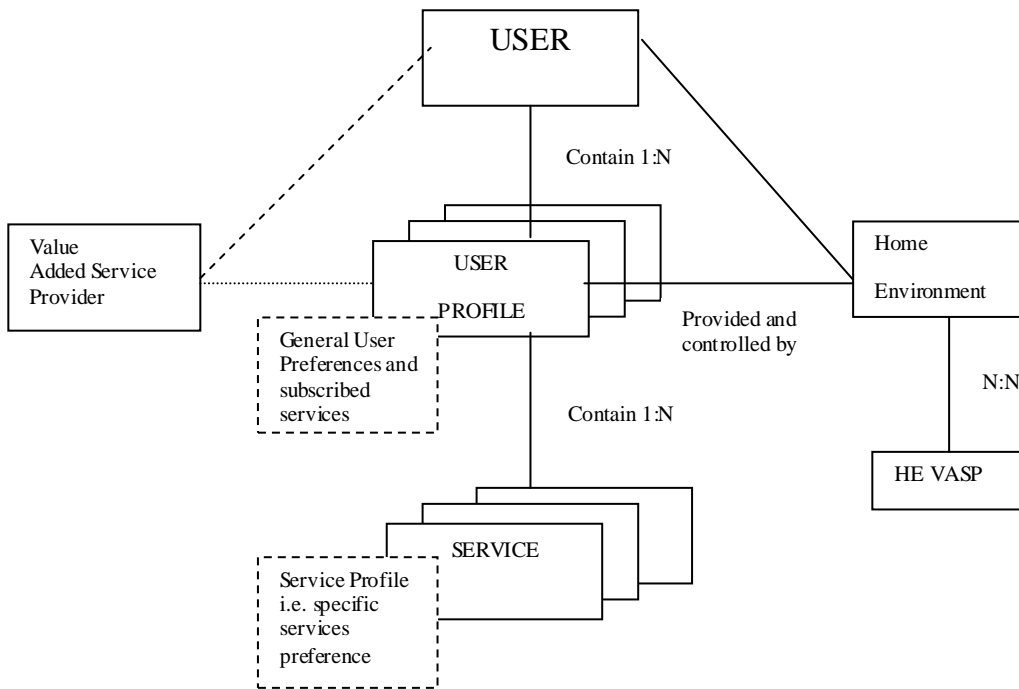 USER
Contain 1:N
Value
Added Service
Provider
USER
PROFILE
Home
Environment
Provided and
controlled by
General User
Preferences and
subscribed
services
N:N
Contain 1:N
HE VASP
SERVICE
Service Profile
i.e. specific
services
preference